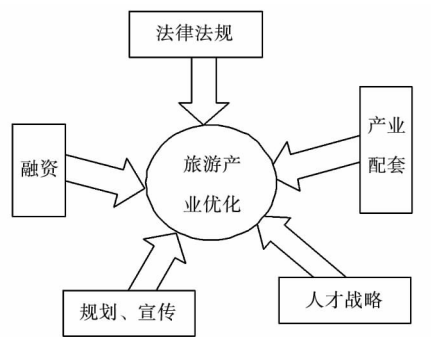 法律法规
融资
旅游产
业优化
产业
配套
规划、宣传
人才战略